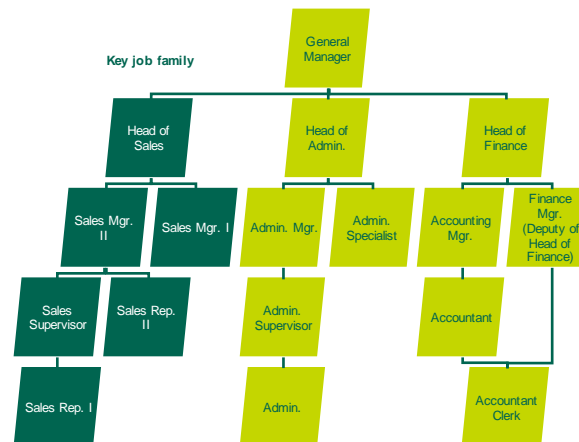 General
Manager
Key job family
Head of
Sales
Head of
Admin.
Head of
Finance
Sales Mgr.
II
Sales Mgr. I
Admin. Mgr.
Admin.
Specialist
Accounting
Mgr.
Finance
Mgr.
(Deputy of
Head of
Finance)
Sales
Supervisor
Sales Rep.
II
Admin.
Supervisor
Accountant
Sales Rep. I
Admin.
Accountant
Clerk